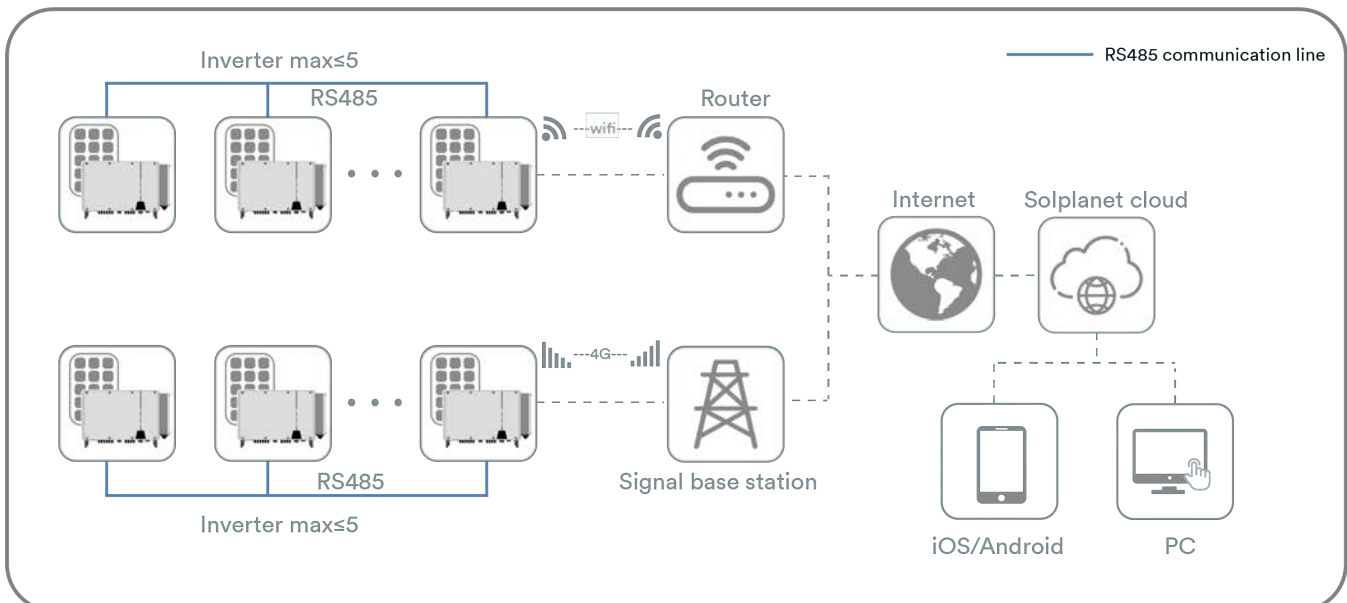 Inverter max≤5
RS485 communication line
RS485
Router
---wifi---
Internet
Solplanet cloud
---4G---
RS485
Signal base station
Inverter max≤5
iOS/Android
PC